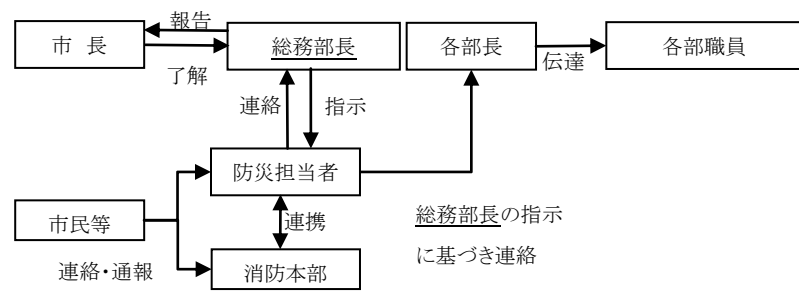 報告
市 長
総務部長
各部長
各部職員
了解
伝達
連絡
指示
防災担当者
市民等
連携
総務部長の指示
に基づき連絡
連絡・通報
消防本部